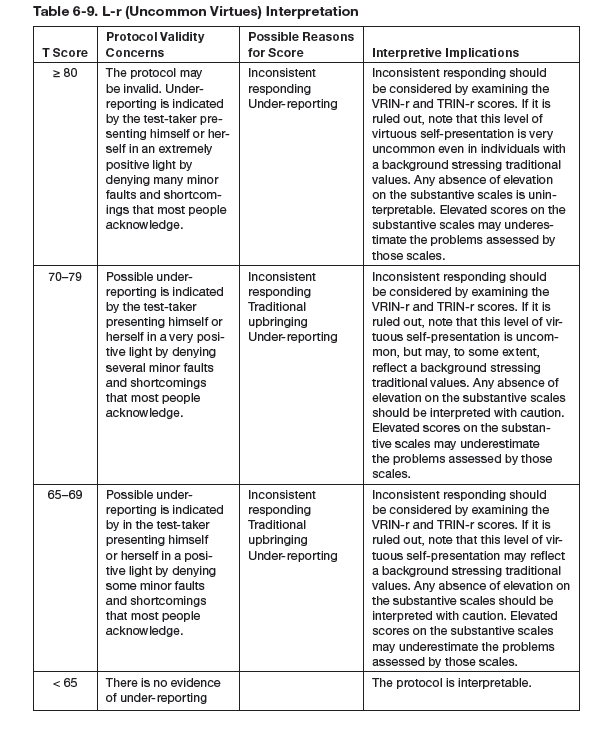 Table 6-9. L-r (Uncommon Virtues) Interpretation
T Score
Protocol Validity
Concerns
Possible Reasons
for Score
Interpretive Implications
≥ 80
The protocol may
be invalid. Under-
reporting is indicated
by the test-taker pre-
senting himself or her-
self in an extremely
positive light by
denying many minor
faults and shortcom-
ings that most people
acknowledge.
Inconsistent
responding
Under-reporting
Inconsistent responding should
be considered by examining the
VRIN-r and TRIN-r scores. If it is
ruled out, note that this level of
virtuous self-presentation is very
uncommon even in individuals with
a background stressing traditional
values. Any absence of elevation
on the substantive scales is unin-
terpretable. Elevated scores on the
substantive scales may underes-
timate the problems assessed by
those scales.
70–79
Possible under-
reporting is indicated
by the test-taker
presenting himself or
herself in a very posi-
tive light by denying
several minor faults
and shortcomings
that most people
acknowledge.
Inconsistent
responding
Traditional
upbringing
Under-reporting
Inconsistent responding should
be considered by examining the
VRIN-r and TRIN-r scores. If it is
ruled out, note that this level of vir-
tuous self-presentation is uncom-
mon, but may, to some extent,
reflect a background stressing
traditional values. Any absence of
elevation on the substantive scales
should be interpreted with caution.
Elevated scores on the substan-
tive scales may underestimate
the problems assessed by those
scales.
65–69
Possible under-
reporting is indicated
by in the test-taker
presenting himself
or herself in a posi-
tive light by denying
some minor faults
and shortcomings
that most people
acknowledge.
Inconsistent
responding
Traditional
upbringing
Under-reporting
Inconsistent responding should
be considered by examining the
VRIN-r and TRIN-r scores. If it is
ruled out, note that this level of vir-
tuous self-presentation may reflect
a background stressing traditional
values. Any absence of elevation on
the substantive scales should be
interpreted with caution. Elevated
scores on the substantive scales
may underestimate the problems
assessed by those scales.
< 65
There is no evidence
of under-reporting
The protocol is interpretable.